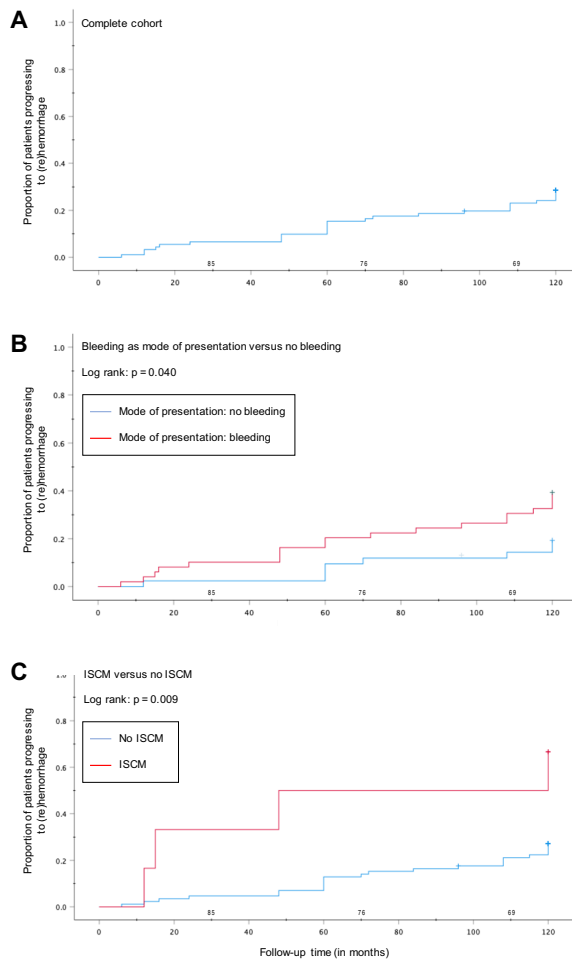 A
Complete cohort
1.0
0.8
0.6
0.4
0.2
0.0
Proportion of patients progressing
to (re)hemorrhage
85 76 69
0 20 40 60 80 100 120
B
Bleeding as mode of presentation versus no bleeding
Log rank: p = 0.040
Mode of presentation: no bleeding
Mode of presentation: bleeding
1.0
0.8
0.6
0.4
0.2
0.0
Proportion of patients progressing
to (re)hemorrhage
85 76 69
0 20 40 60 80 100 120
C
ISCM versus no ISCM
Log rank: p = 0.009
No ISCM
ISCM
0.8
0.6
0.4
0.2
0.0
Proportion of patients progressing
to (re)hemorrhage
85 76 69
0 20 40 60 80 100 120
Follow-up time (in months)